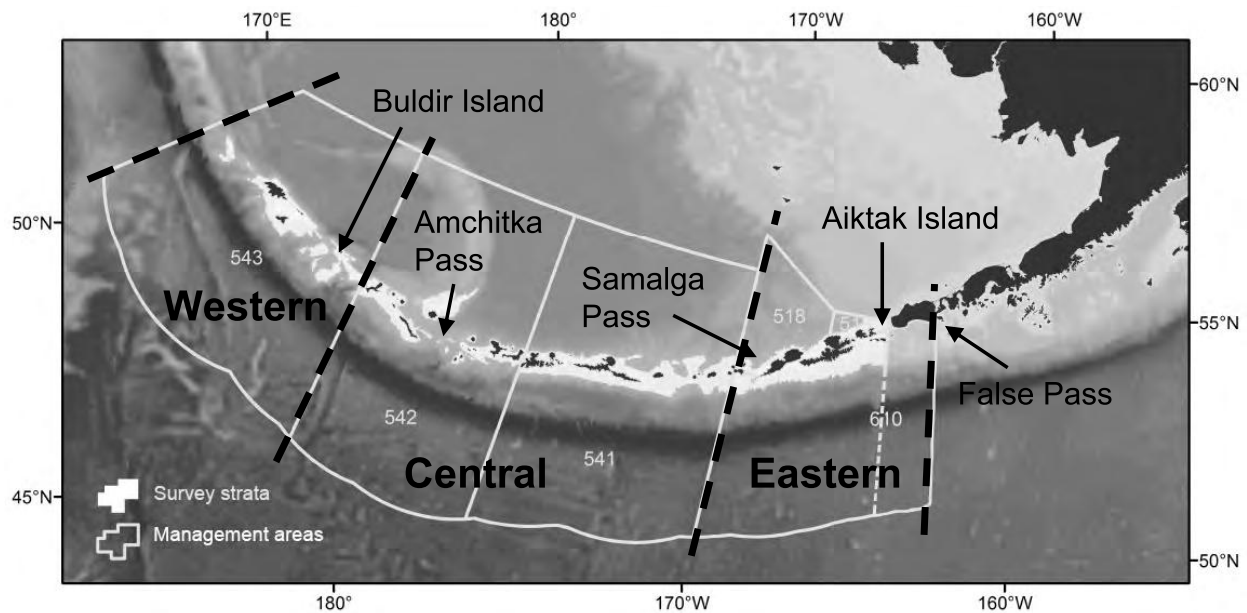 170°E 180° 170°W 160°W
60°N
Buldir Island
50°N
Amchitka
Pass
Aiktak Island
543
Samalga
Pass
Western
518
55°N
False Pass
542
610
541
Central
Eastern
45°N
Survey strata
Management areas
50°N
180° 170°W 160°W